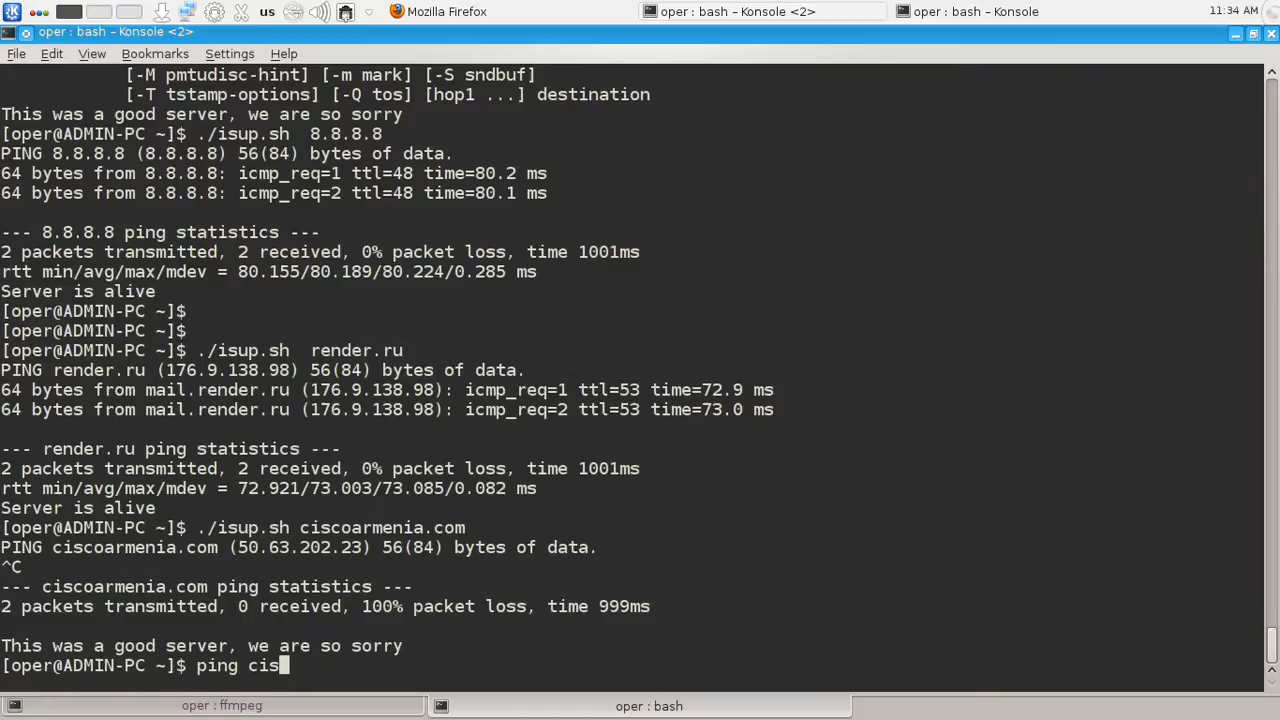 us
Mozilla Firefox
oper : bash – Konsole <2>
oper : bash – Konsole
11:34 AM
oper : bash – Konsole <2>
File Edit View Bookmarks Settings Help
[-M pmtudisc-hint] [-m mark] [-S sndbuf]
[-T tstamp-options] [-Q tos] [hop1 ...] destination
This was a good server, we are so sorry
[oper@ADMIN-PC ~]$ ./isup.sh  8.8.8.8
PING 8.8.8.8 (8.8.8.8) 56(84) bytes of data.
64 bytes from 8.8.8.8: icmp_req=1 ttl=48 time=80.2 ms
64 bytes from 8.8.8.8: icmp_req=2 ttl=48 time=80.1 ms
--- 8.8.8.8 ping statistics ---
2 packets transmitted, 2 received, 0% packet loss, time 1001ms
rtt min/avg/max/mdev = 80.155/80.189/80.224/0.285 ms
Server is alive
[oper@ADMIN-PC ~]$
[oper@ADMIN-PC ~]$
[oper@ADMIN-PC ~]$ ./isup.sh  render.ru
PING render.ru (176.9.138.98) 56(84) bytes of data.
64 bytes from mail.render.ru (176.9.138.98): icmp_req=1 ttl=53 time=72.9 ms
64 bytes from mail.render.ru (176.9.138.98): icmp_req=2 ttl=53 time=73.0 ms
--- render.ru ping statistics ---
2 packets transmitted, 2 received, 0% packet loss, time 1001ms
rtt min/avg/max/mdev = 72.921/73.003/73.085/0.082 ms
Server is alive
[oper@ADMIN-PC ~]$ ./isup.sh ciscoarmenia.com
PING ciscoarmenia.com (50.63.202.23) 56(84) bytes of data.
^C
--- ciscoarmenia.com ping statistics ---
2 packets transmitted, 0 received, 100% packet loss, time 999ms
This was a good server, we are so sorry
[oper@ADMIN-PC ~]$ ping cis
oper : ffmpeg
oper : bash